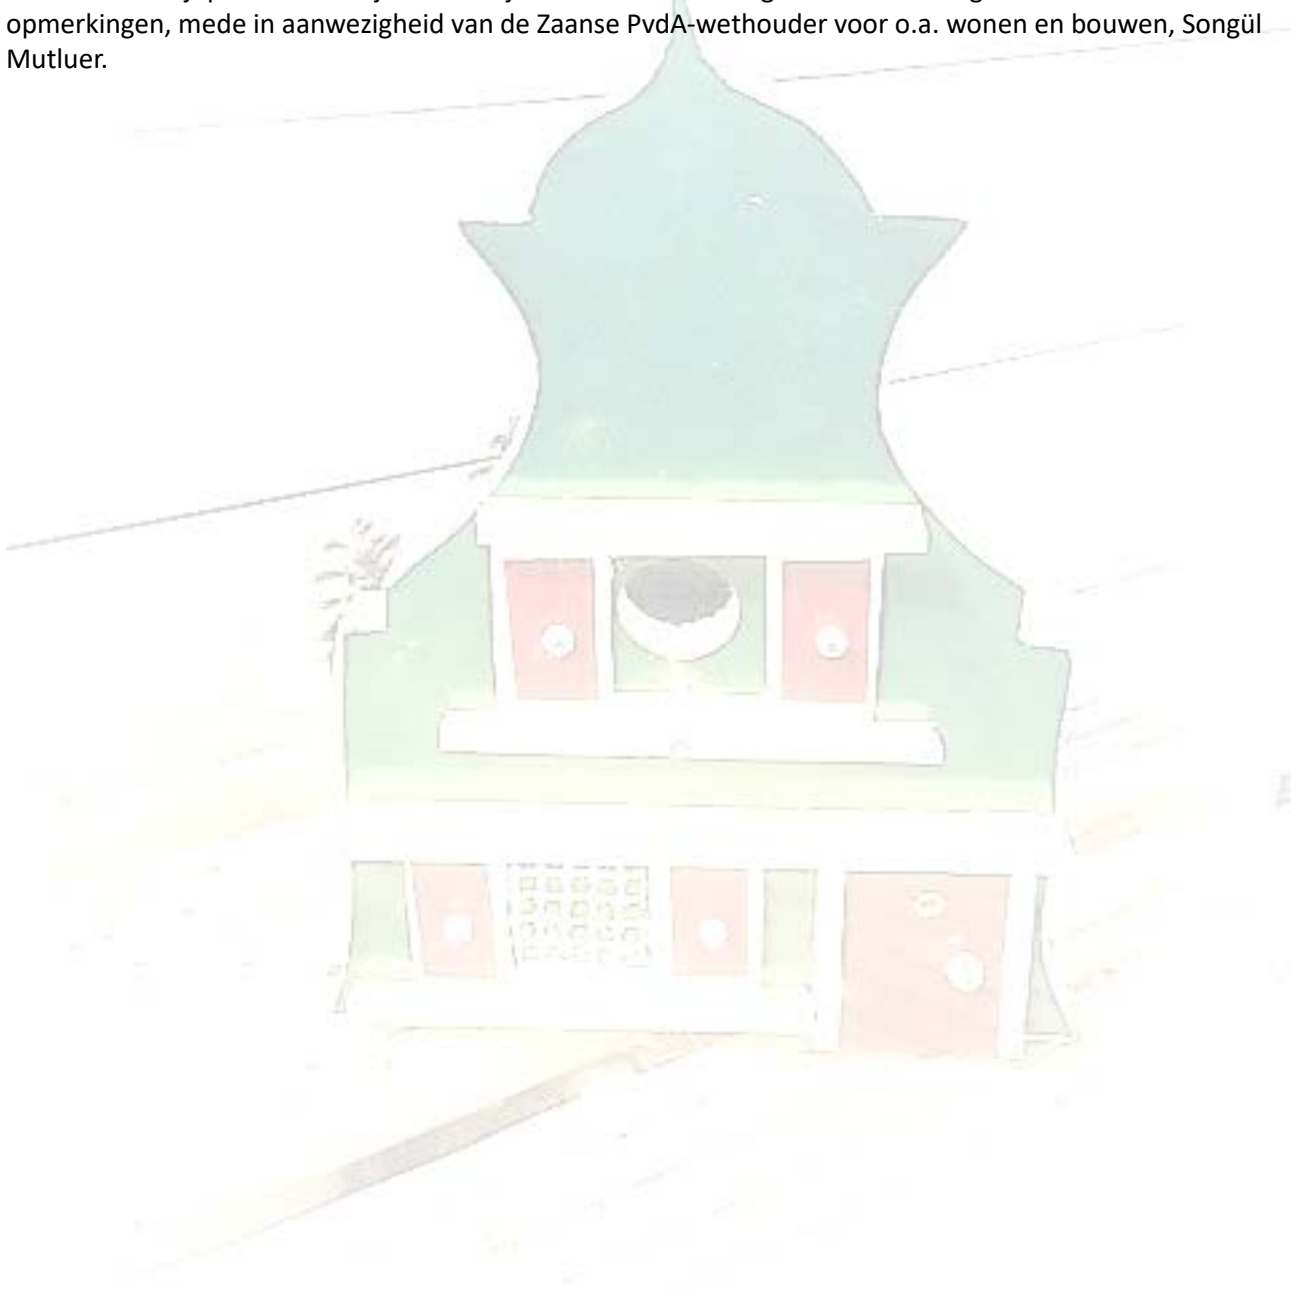 opmerkingen, mede in aanwezigheid van de Zaanse PvdA-wethouder voor o.a. wonen en bouwen, Songül
Mutluer.